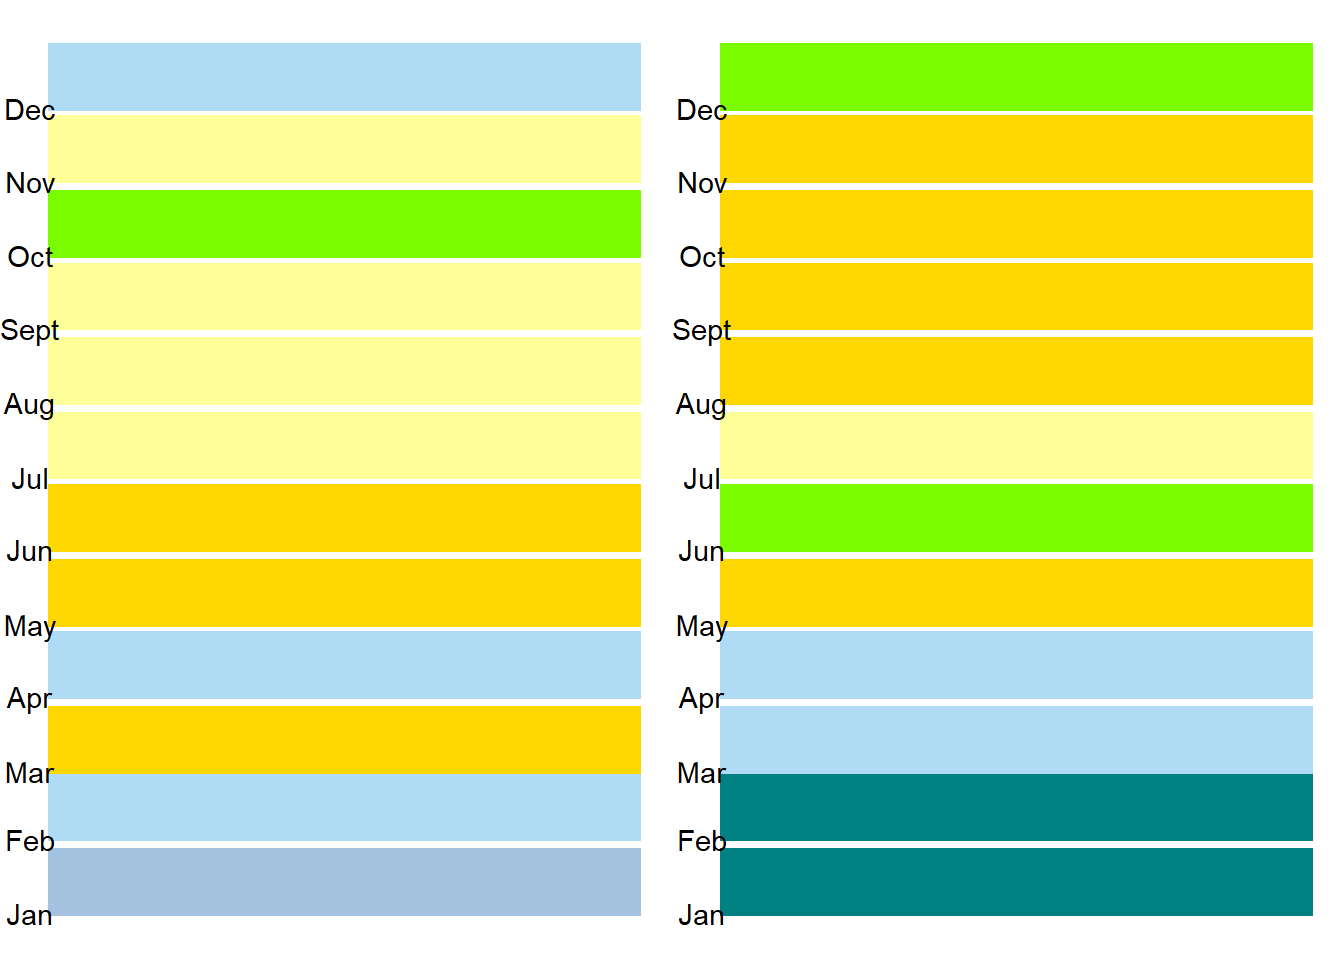 Dec
Nov
Oct
Sept
Aug
Jul
Jun
May
Apr
Mar
Feb
Jan
Dec
Nov
Oct
Sept
Aug
Jul
Jun
May
Apr
Mar
Feb
Jan